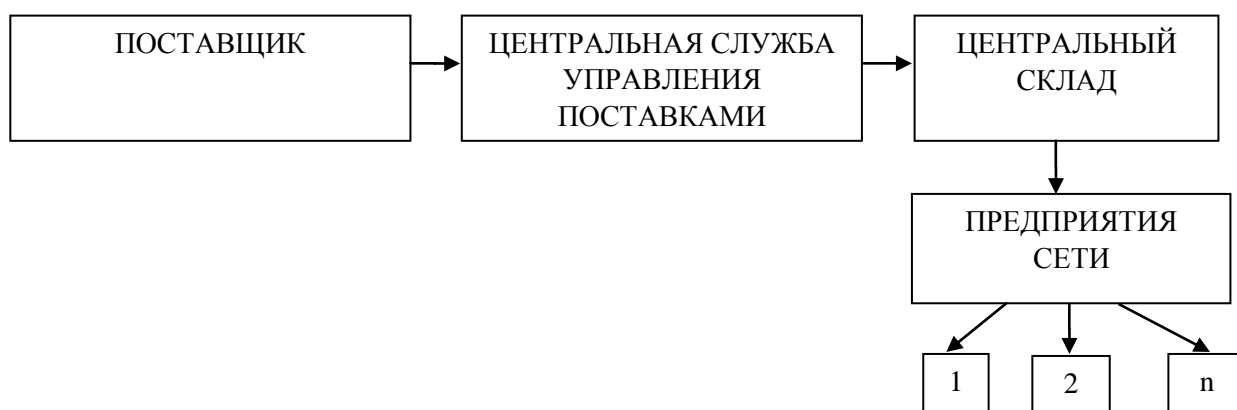 ПОСТАВЩИК
ЦЕНТРАЛЬНАЯ СЛУЖБА
УПРАВЛЕНИЯ
ПОСТАВКАМИ
ЦЕНТРАЛЬНЫЙ
СКЛАД
ПРЕДПРИЯТИЯ
СЕТИ
1
2
n